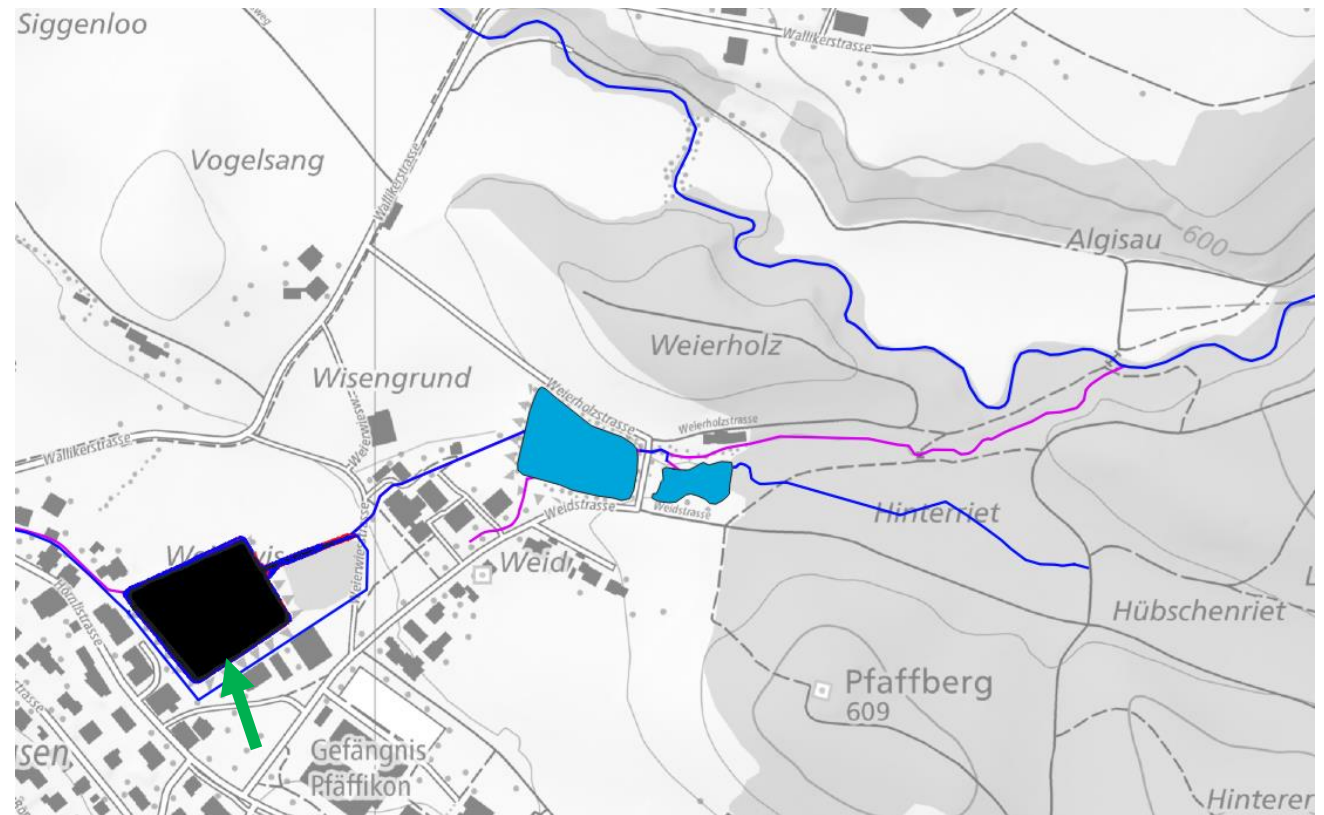 Siggenloo
Wallikerstrasse
Vogelsang
Wallikerstrasse
Algisau
600
Weierholz
Wisengrund
Weierholzstrasse
Weierholzstrasse
Wallikerstrasse
Hinterriet
Weidstrasse
Weidstrasse
Weid
Hörnlistrasse
Hübschenriet
Pfaffberg
609
Gefängnis
Pfäffikon
Hinterer